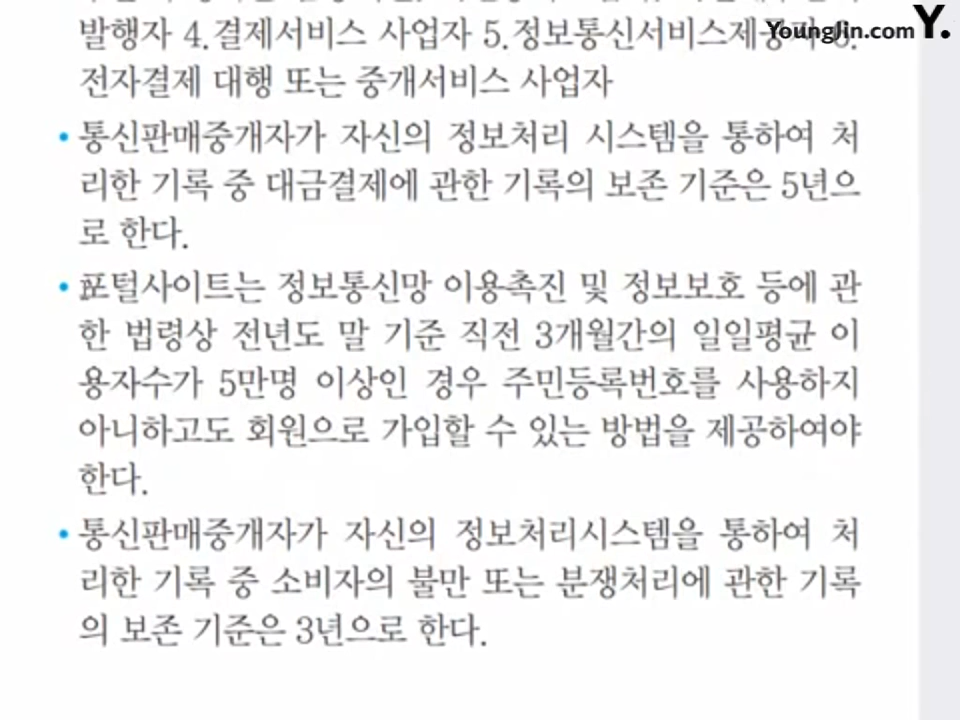 발행자 4.결제서비스 사업자 5.정보통신서비스제공자 6.
YoungJin.com Y.
전자결제 대행 또는 중개서비스 사업자
• 통신판매중개자가 자신의 정보처리 시스템을 통하여 처
리한 기록 중 대금결제에 관한 기록의 보존 기준은 5년으
로 한다.
• 포털사이트는 정보통신망 이용촉진 및 정보보호 등에 관
한 법령상 전년도 말 기준 직전 3개월간의 일일평균 이
용자수가 5만명 이상인 경우 주민등록번호를 사용하지
아니하고도 회원으로 가입할 수 있는 방법을 제공하여야
한다.
• 통신판매중개자가 자신의 정보처리시스템을 통하여 처
리한 기록 중 소비자의 불만 또는 분쟁처리에 관한 기록
의 보존 기준은 3년으로 한다.